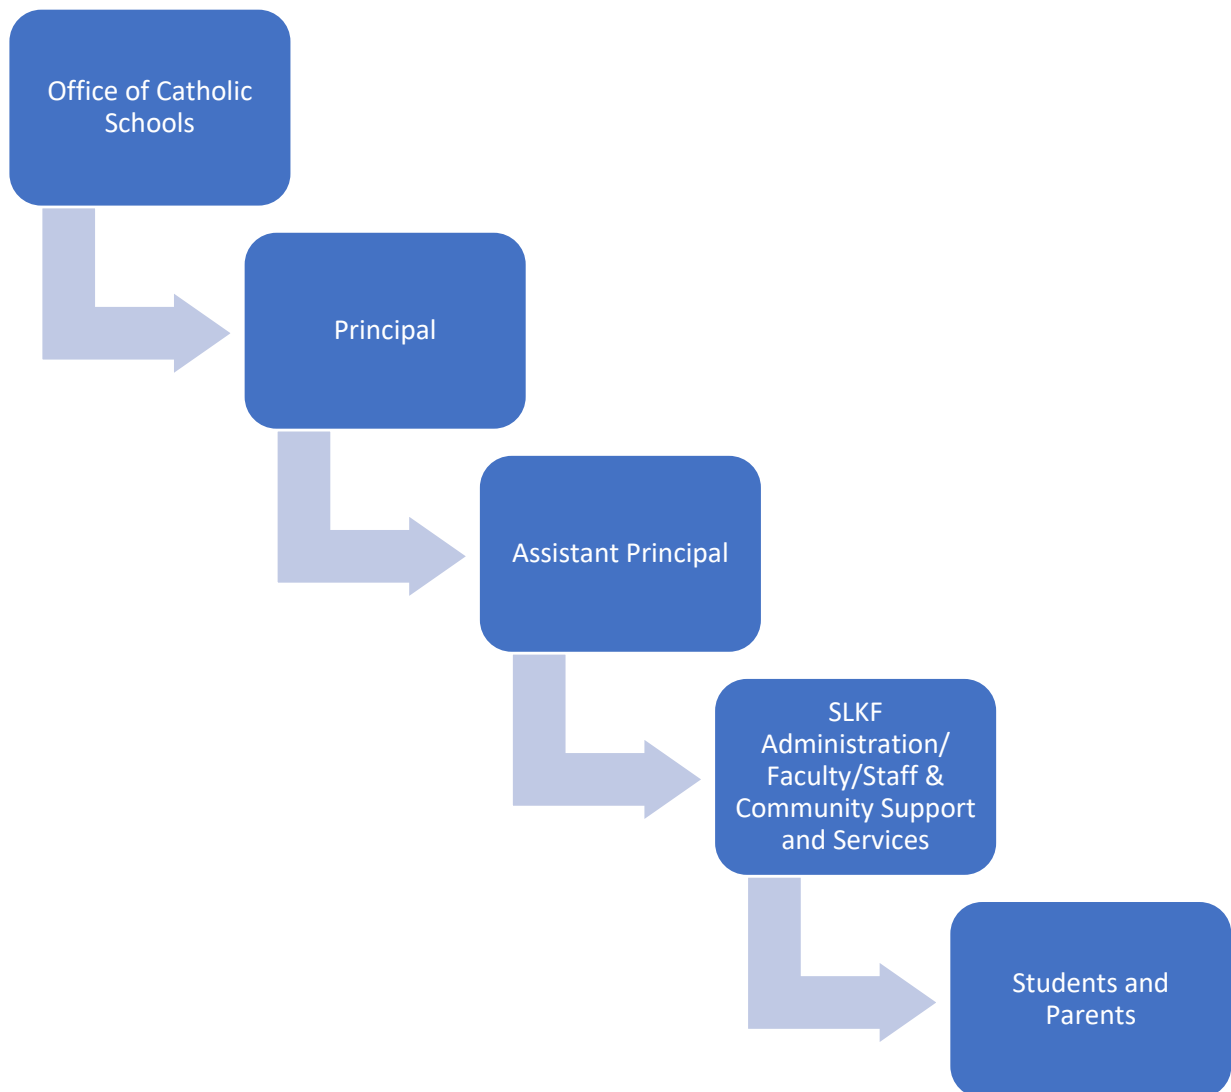 Office of Catholic
Schools
Principal
Assistant Principal
SLKF
Administration/
Faculty/Staff &
Community Support
and Services
Students and
Parents